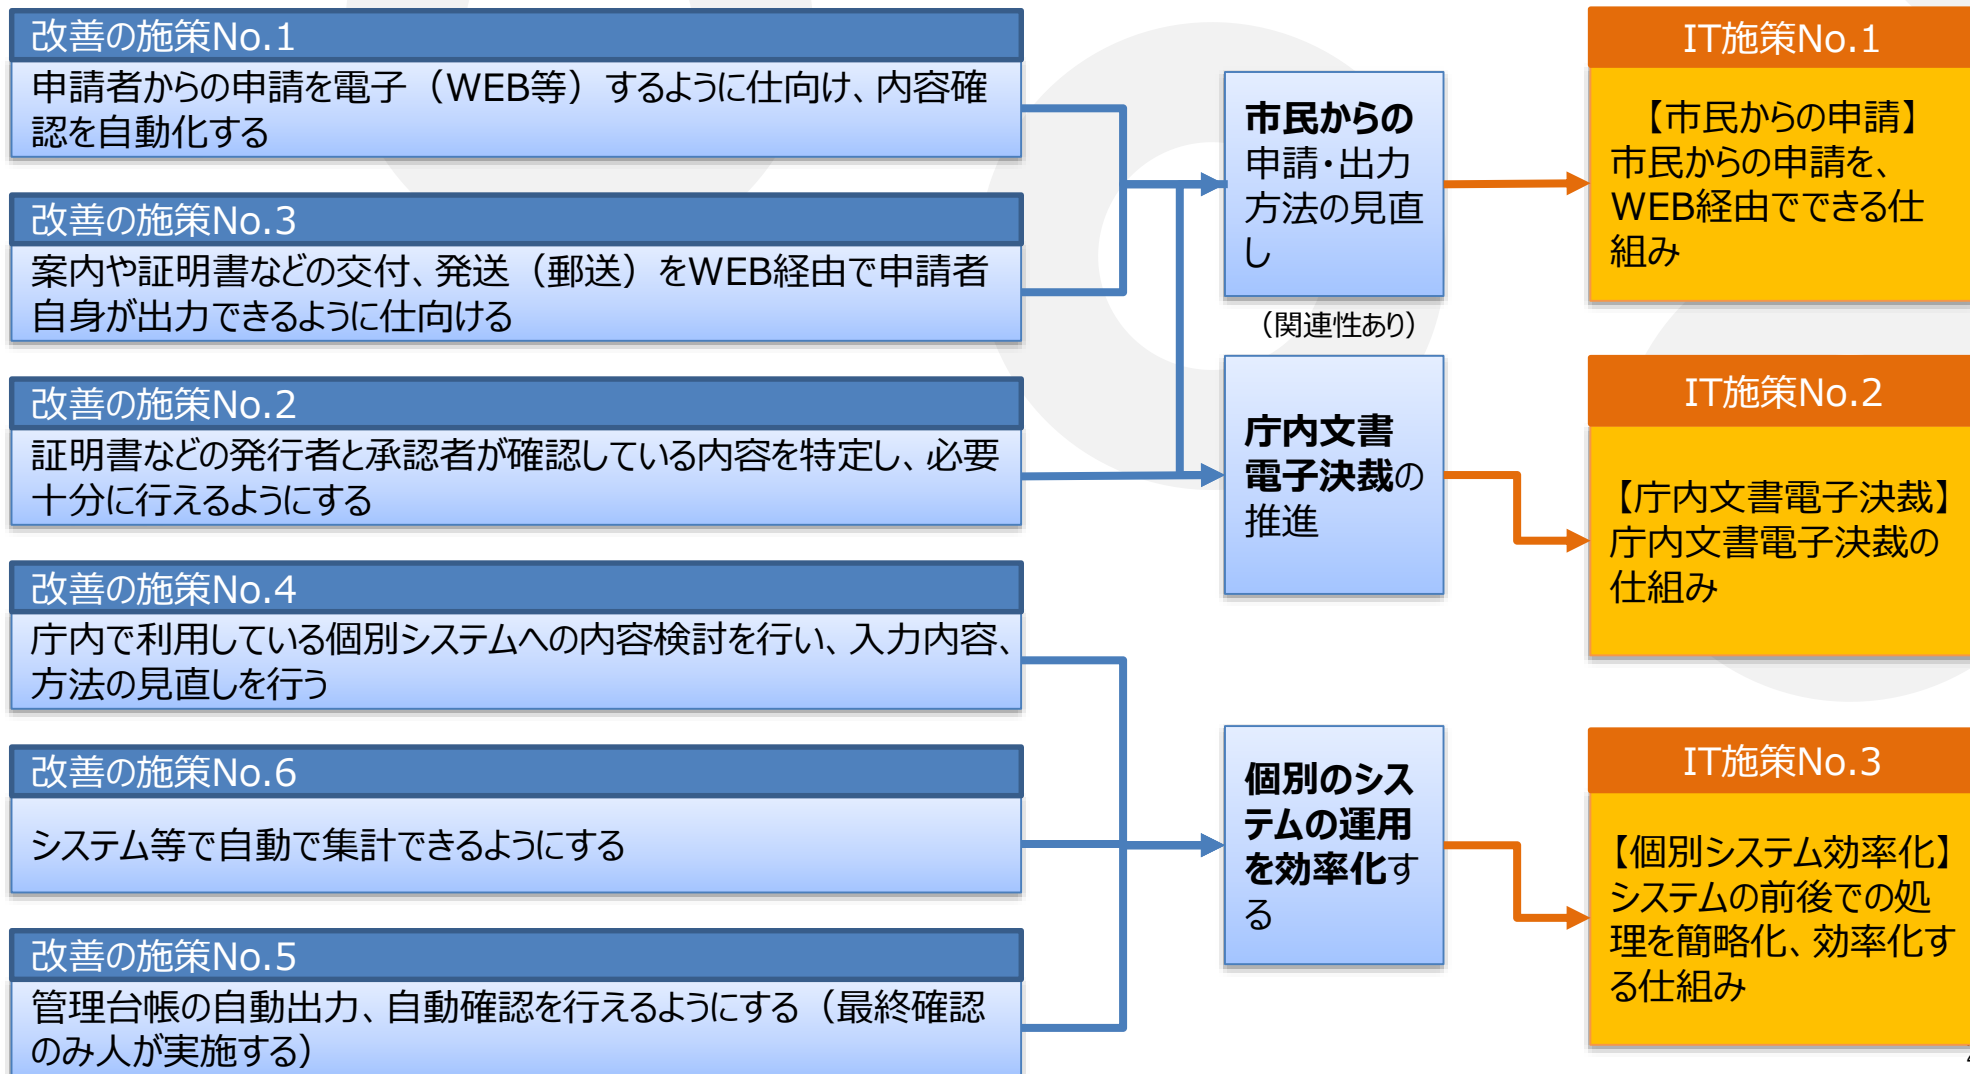 改善の施策No.1
申請者からの申請を電子（WEB等）するように仕向け、内容確
認を自動化する
改善の施策No.3
案内や証明書などの交付、発送（郵送）をWEB経由で申請者
自身が出力できるように仕向ける
改善の施策No.2
証明書などの発行者と承認者が確認している内容を特定し、必要
十分に行えるようにする
改善の施策No.4
庁内で利用している個別システムへの内容検討を行い、入力内容、
方法の見直しを行う
改善の施策No.6
システム等で自動で集計できるようにする
改善の施策No.5
管理台帳の自動出力、自動確認を行えるようにする（最終確認
のみ人が実施する）
市民からの
申請・出力
方法の見直
し
（関連性あり）
庁内文書
電子決裁の
推進
個別のシス
テムの運用
を効率化す
る
IT施策No.1
【市民からの申請】
市民からの申請を、
WEB経由でできる仕
組み
IT施策No.2
【庁内文書電子決裁】
庁内文書電子決裁の
仕組み
IT施策No.3
【個別システム効率化】
システムの前後での処
理を簡略化、効率化す
る仕組み